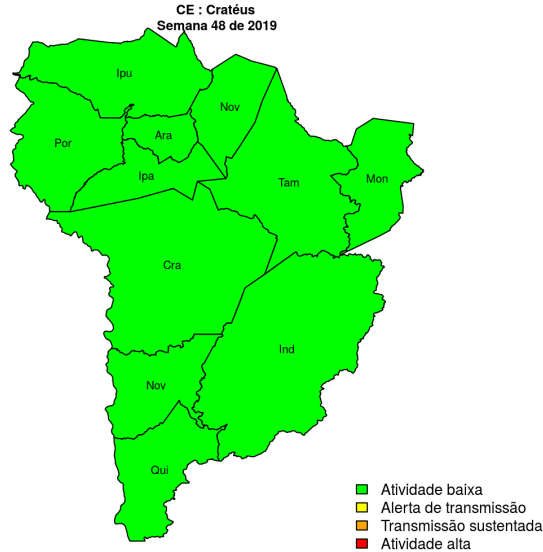 CE : Cratéus
Semana 48 de 2019
Ipu
Nov
Por
Ara
Ipa
Tam
Mon
Cra
Ind
Nov
Qui
Atividade baixa
Alerta de transmissão
Transmissão sustentada
Atividade alta